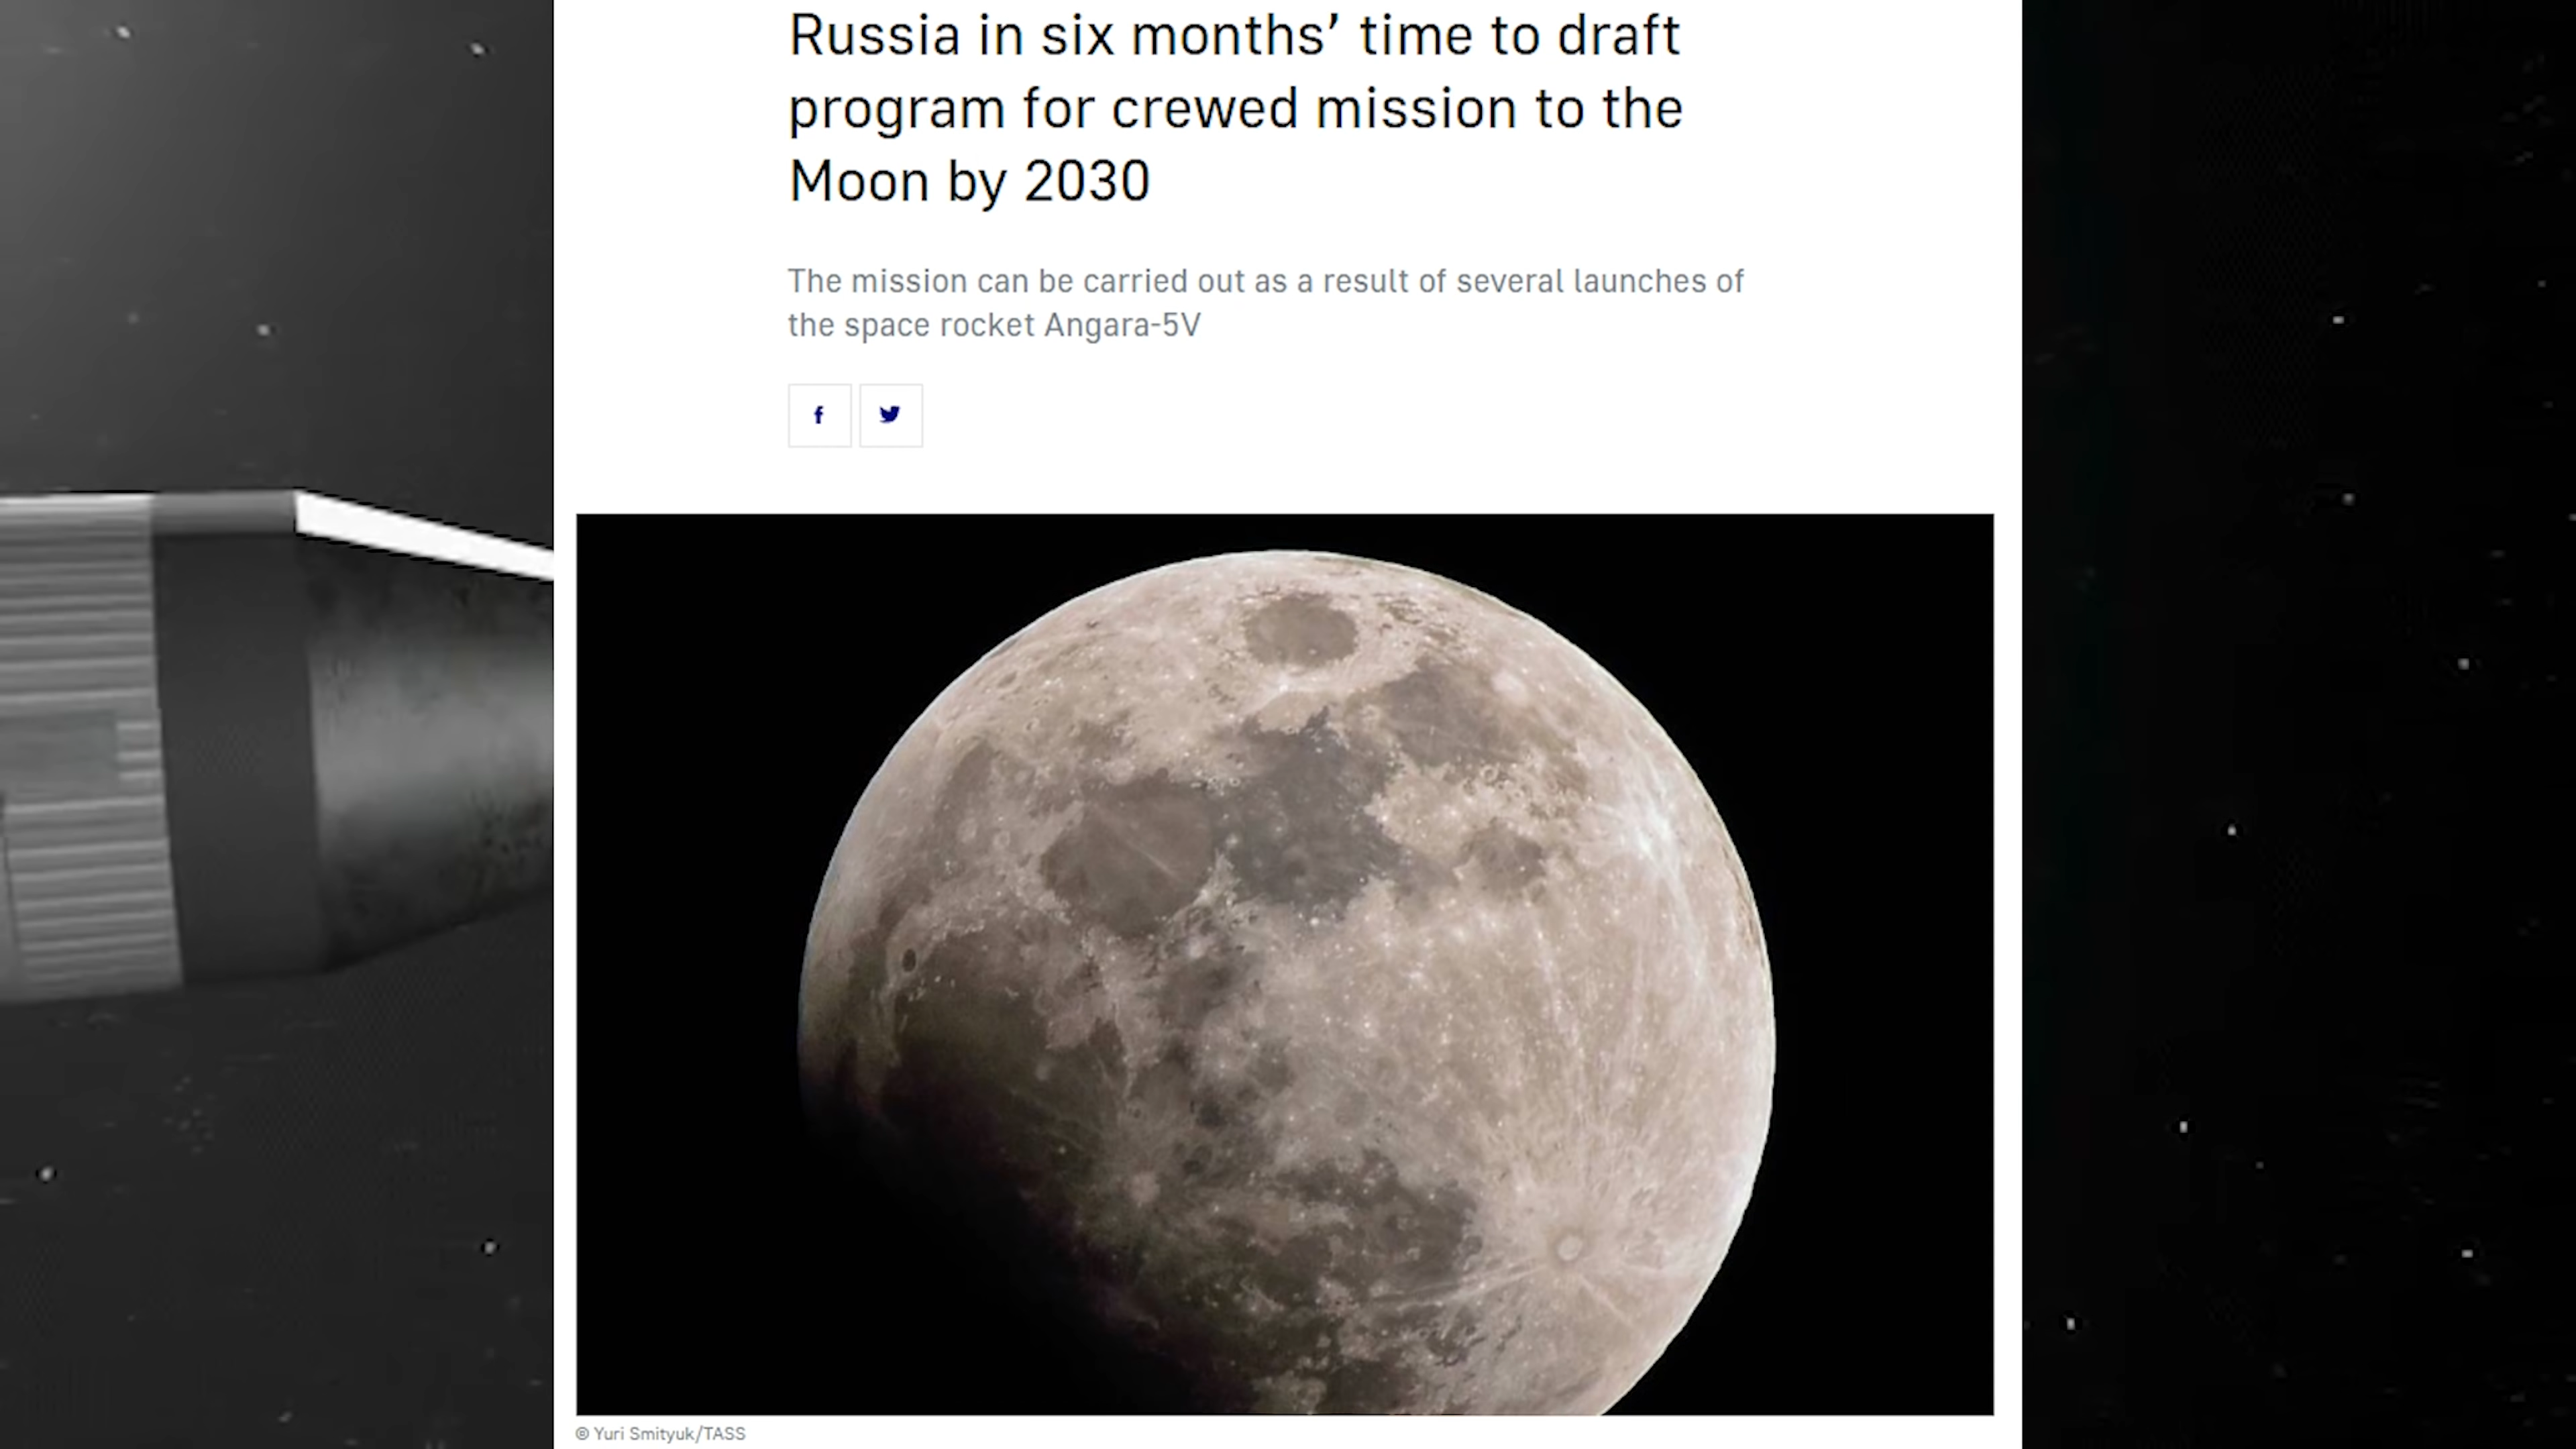 Russia in six months’ time to draft
program for crewed mission to the
Moon by 2030
The mission can be carried out as a result of several launches of
the space rocket Angara-5V
© Yuri Smityuk/TASS